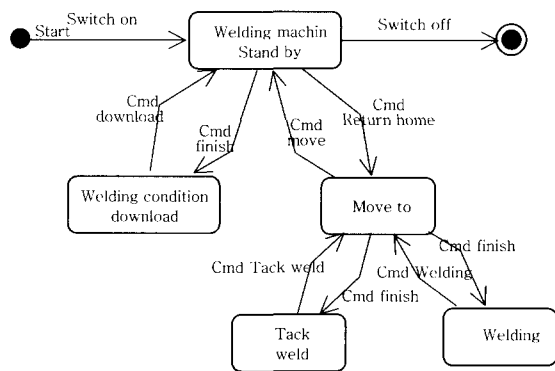 Switch on
Start
Welding machin
Stand by
Switch off
Cmd
download
Cmd
finish
Cmd
move
Cmd
Return home
Welding condition
download
Move to
Cmd Tack weld
Cmd finish
Cmd Welding
Cmd finish
Tack
weld
Welding